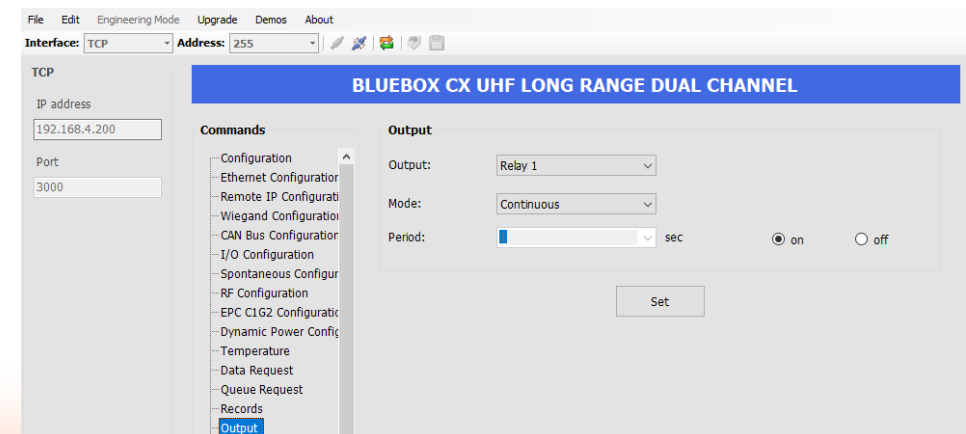 File Edit Engineering Mode Upgrade Demos About
Interface: TCP Address: 255
TCP
IP address
192.168.4.200
Port
3000
BLUEBOX CX UHF LONG RANGE DUAL CHANNEL
Commands
Configuration
Ethernet Configuration
Remote IP Configurati
Wiegand Configuration
CAN Bus Configuration
I/O Configuration
Spontaneous Configur
RF Configuration
EPC C1G2 Configuratic
Dynamic Power Config
Temperature
Data Request
Queue Request
Records
Output
Output
Output: Relay 1
Mode: Continuous
Period: sec on off
Set